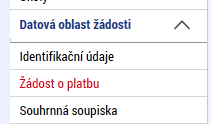 Datová oblast žádosti
Identifikační údaje
Žádost o platbu
Souhrnná soupiska